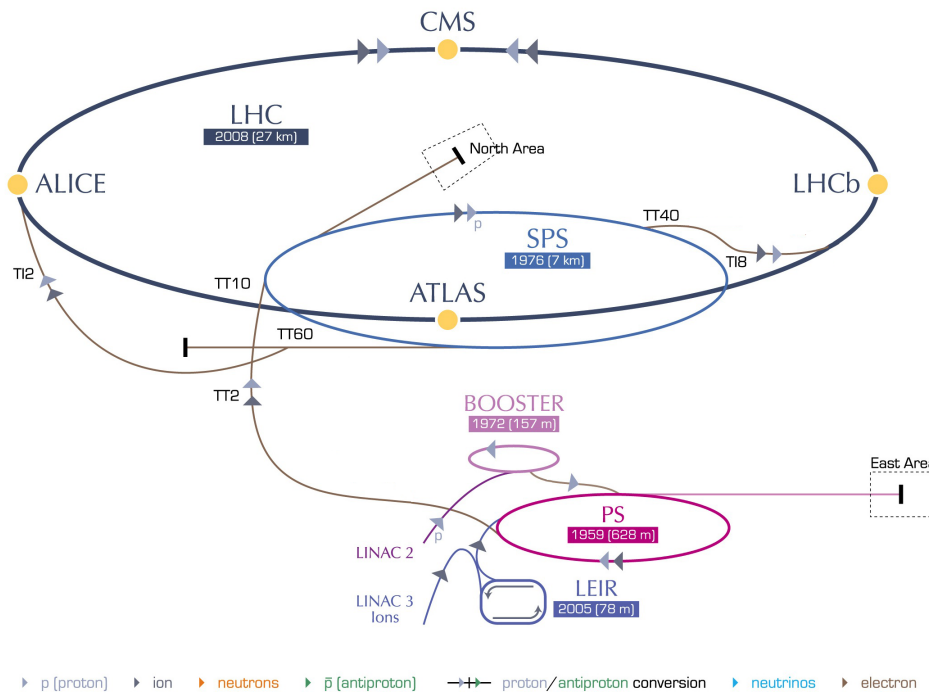 CMS
LHC
2008 (27 km)
North Area
ALICE
LHCb
p
TT40
SPS
1976 (7 km)
TI8
TI2
TT10
ATLAS
TT60
TT2
BOOSTER
1972 (157 m)
East Area
PS
1959 (628 m)
p
LINAC 2
LEIR
2005 (78 m)
LINAC 3
Ions
p (proton) ion neutrons p̄ (antiproton) proton/antiproton conversion neutrinos electron